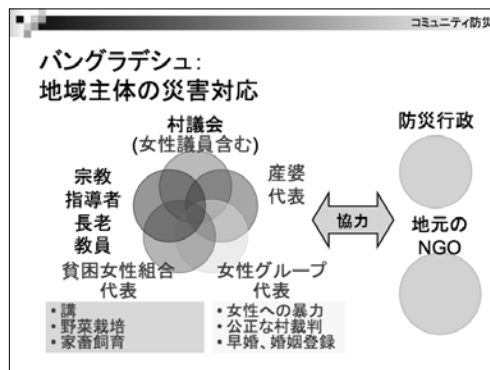 コミュニティ防災
バングラデシュ:
地域主体の災害対応
村議会
(女性議員含む)
宗教
指導者
長老
教員
産婆
代表
貧困女性組合
代表
女性グループ
代表
・講
・野菜栽培
・家畜飼育
・女性への暴力
・公正な村裁判
・早婚、婚姻登録
協力
防災行政
地元の
NGO